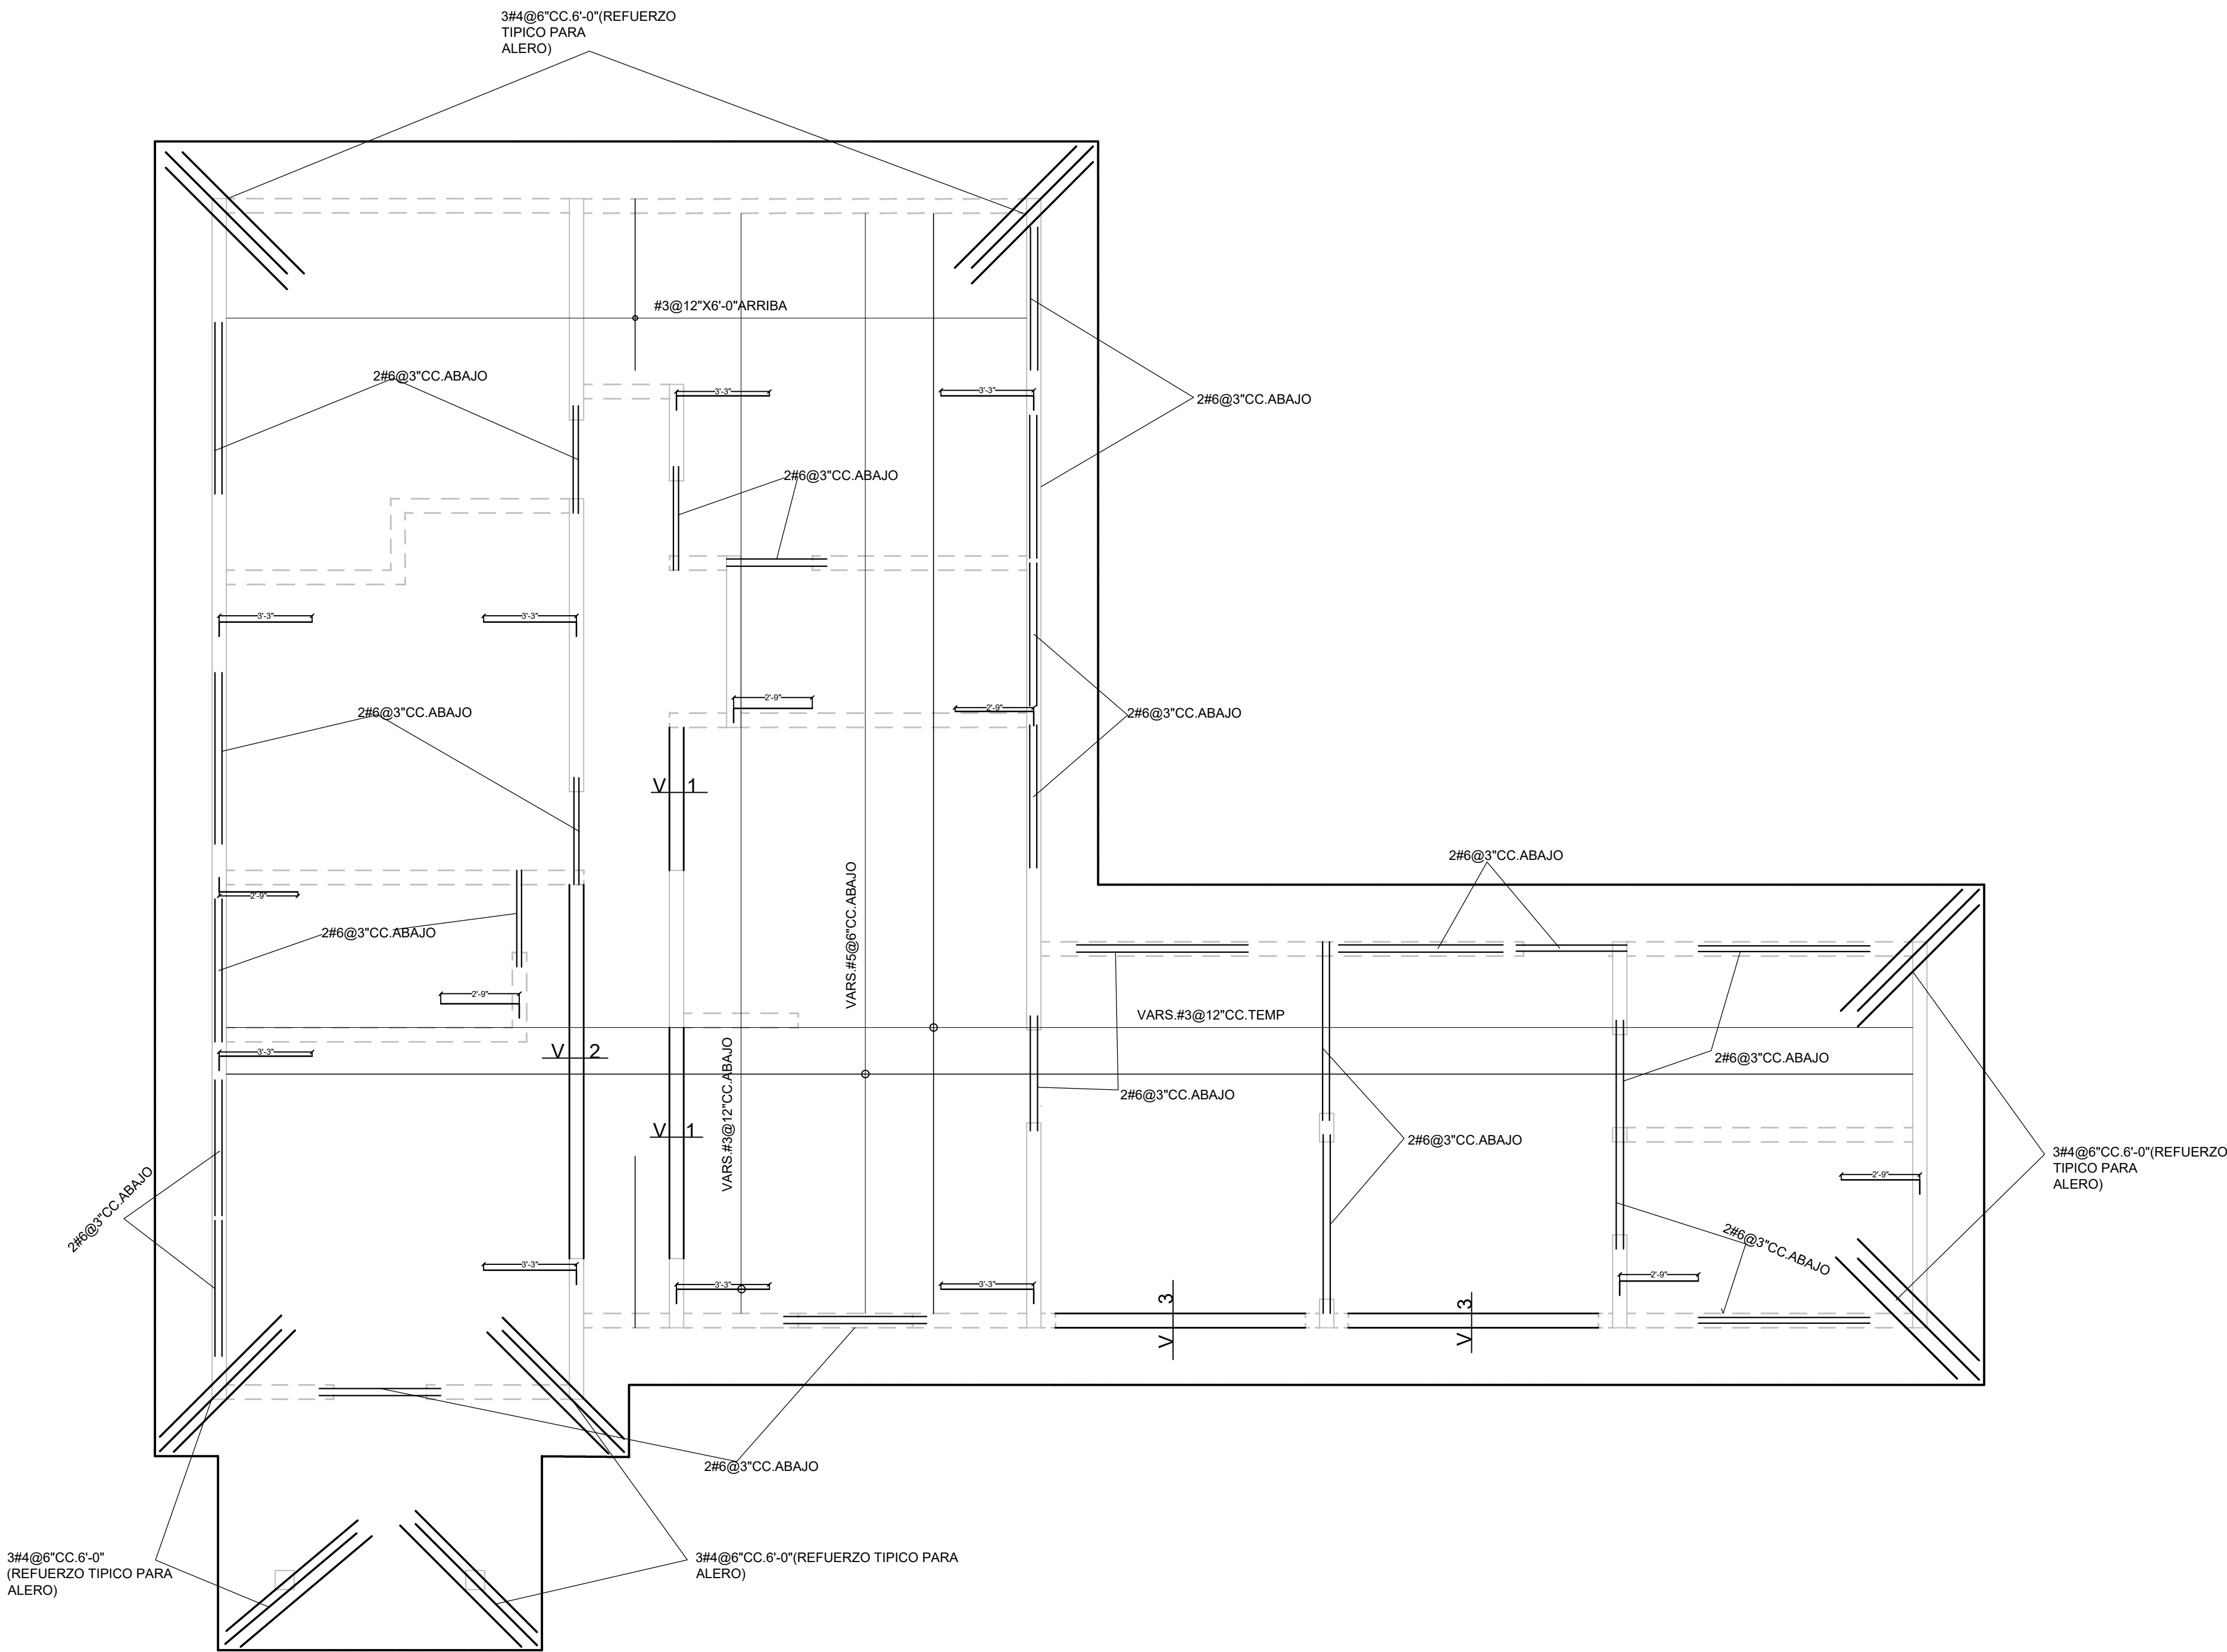 3#4@6"CC.6'-0"(REFUERZO
TIPICO PARA
ALERO)
#3@12"X6'-0"ARRIBA
2#6@3"CC.ABAJO
3'-3"
3'-3"
2#6@3"CC.ABAJO
2#6@3"CC.ABAJO
3'-3"
3'-3"
2'-9"
2'-9"
2#6@3"CC.ABAJO
2#6@3"CC.ABAJO
V 1
2#6@3"CC.ABAJO
2'-9"
2#6@3"CC.ABAJO
VARS.#5@6"CC.ABAJO
2'-9"
VARS.#3@12"CC.TEMP
3'-3"
V 2
2#6@3"CC.ABAJO
2#6@3"CC.ABAJO
VARS.#3@12"CC.ABAJO
V 1
2#6@3"CC.ABAJO
3#4@6"CC.6'-0"(REFUERZO
TIPICO PARA
ALERO)
2'-9"
2#6@3"CC.ABAJO
2#6@3"CC.ABAJO
3'-3"
3'-3"
3'-3"
2'-9"
V 3
V 3
2#6@3"CC.ABAJO
3#4@6"CC.6'-0"
(REFUERZO TIPICO PARA
ALERO)
3#4@6"CC.6'-0"(REFUERZO TIPICO PARA
ALERO)